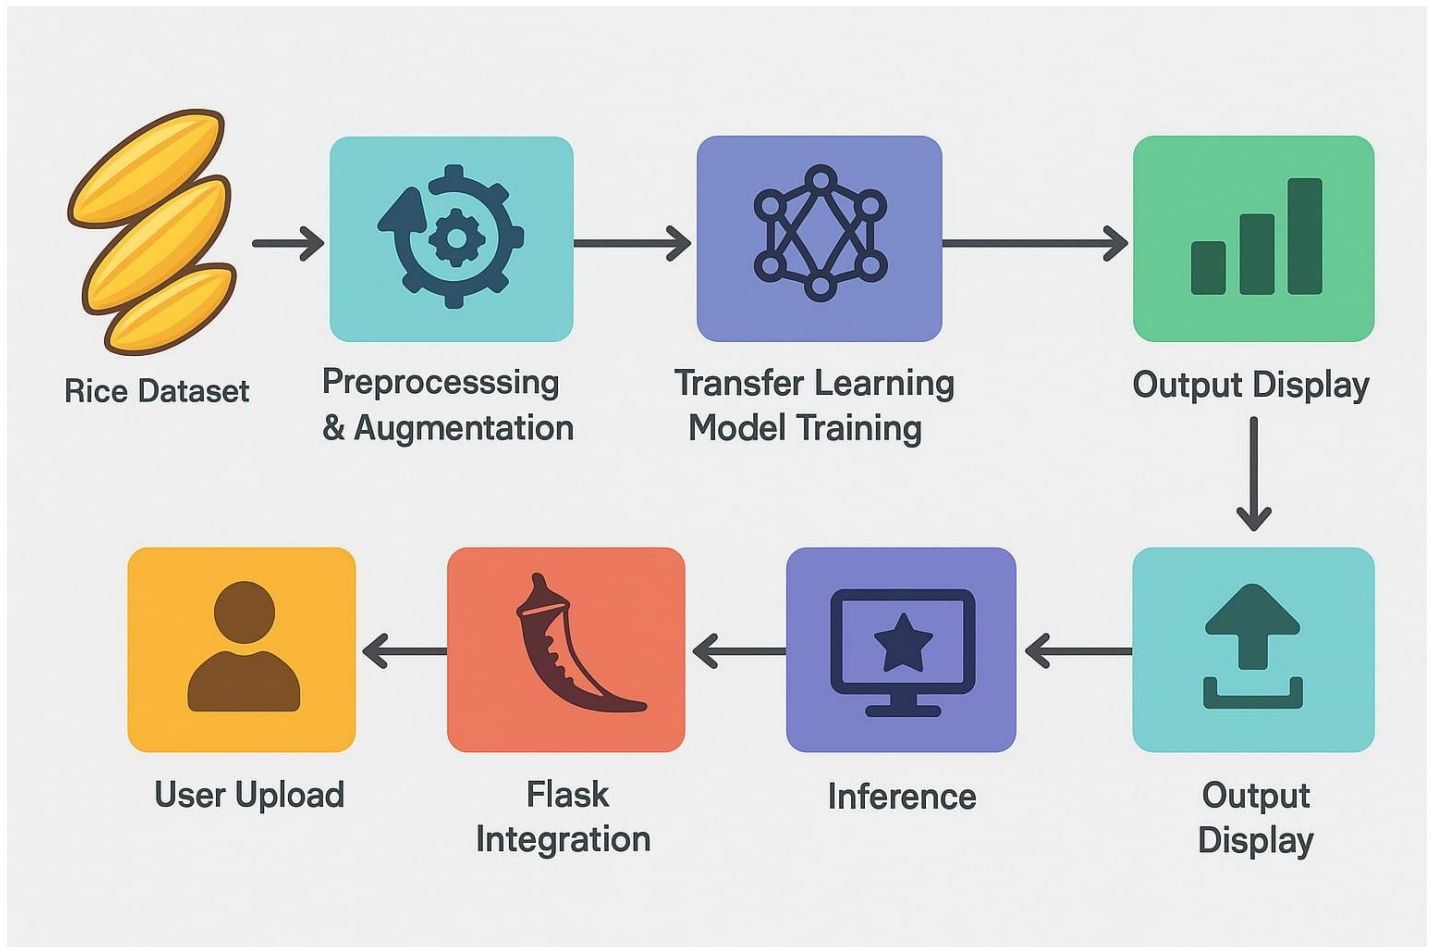 Rice Dataset
Preprocesssing
& Augmentation
Transfer Learning
Model Training
Output Display
User Upload
Flask
Integration
Inference
Output
Display